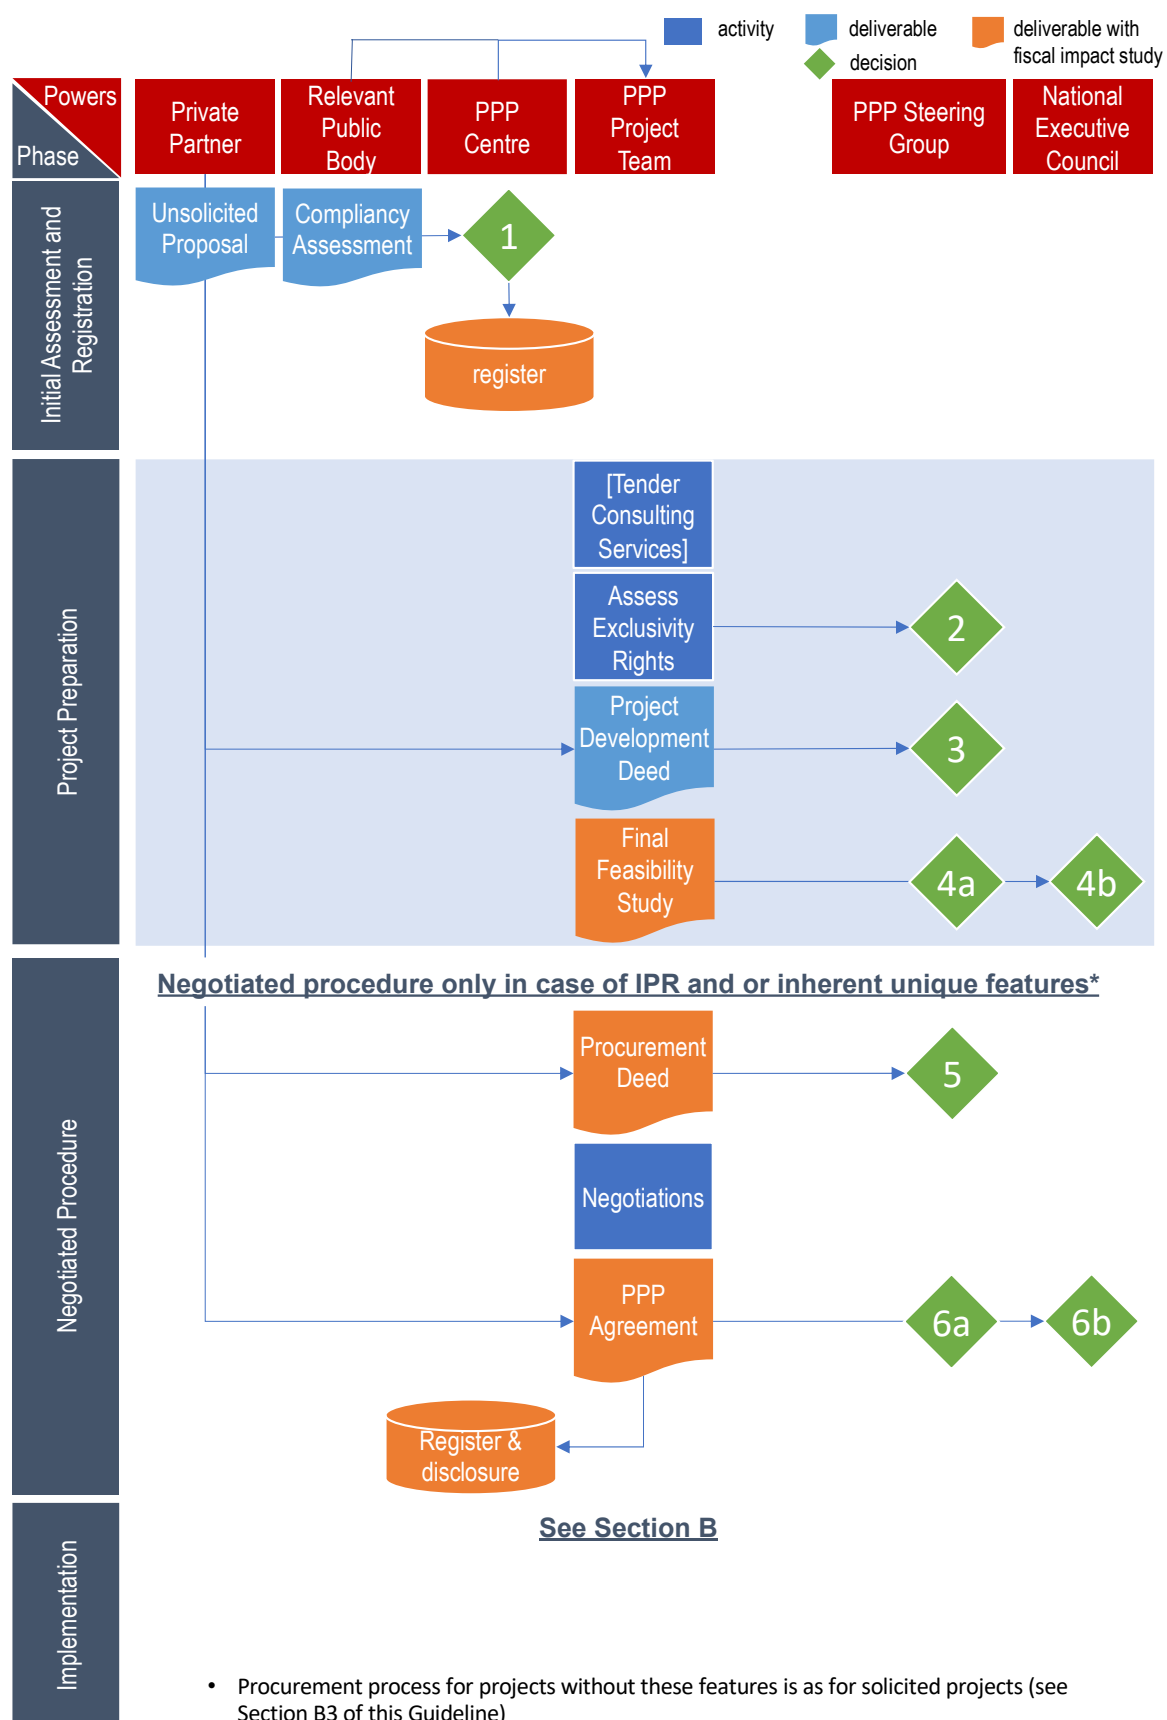 activity
deliverable
deliverable with
fiscal impact study
decision
Powers
Phase
Private
Partner
Relevant
Public
Body
PPP
Centre
PPP
Project
Team
PPP Steering
Group
National
Executive
Council
Initial Assessment and
Registration
Unsolicited
Proposal
Compliancy
Assessment
1
register
Project Preparation
[Tender
Consulting
Services]
Assess
Exclusivity
Rights
2
Project
Development
Deed
3
Final
Feasibility
Study
4a
4b
Negotiated Procedure
Negotiated procedure only in case of IPR and or inherent unique features*
Procurement
Deed
5
Negotiations
PPP
Agreement
6a
6b
Register &
disclosure
Implementation
See Section B
• Procurement process for projects without these features is as for solicited projects (see
Section B3 of this Guideline)